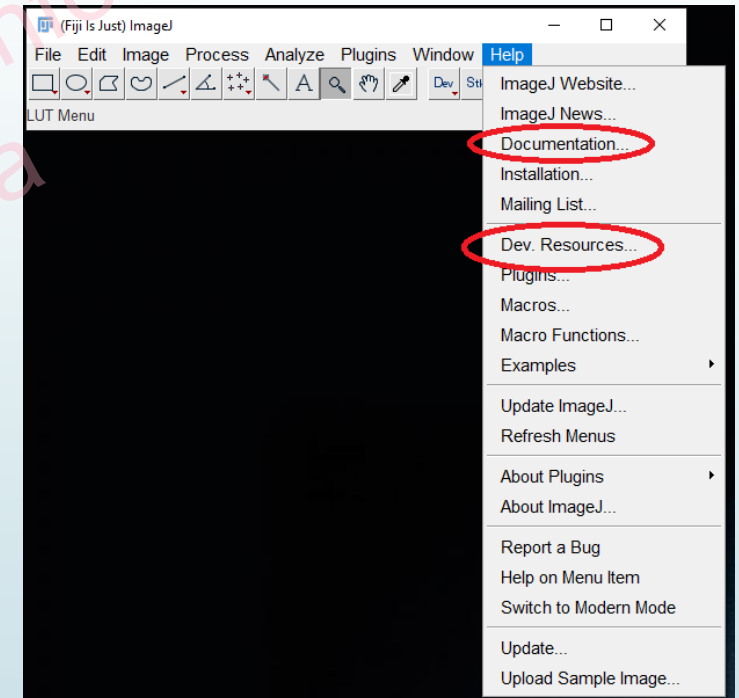 (Fiji Is Just) ImageJ
File Edit Image Process Analyze Plugins Window Help
A Dev Stk
LUT Menu
ImageJ Website...
ImageJ News...
Documentation...
Installation...
Mailing List...
Dev. Resources...
Plugins...
Macros...
Macro Functions...
Examples
Update ImageJ...
Refresh Menus
About Plugins
About ImageJ...
Report a Bug
Help on Menu Item
Switch to Modern Mode
Update...
Upload Sample Image...